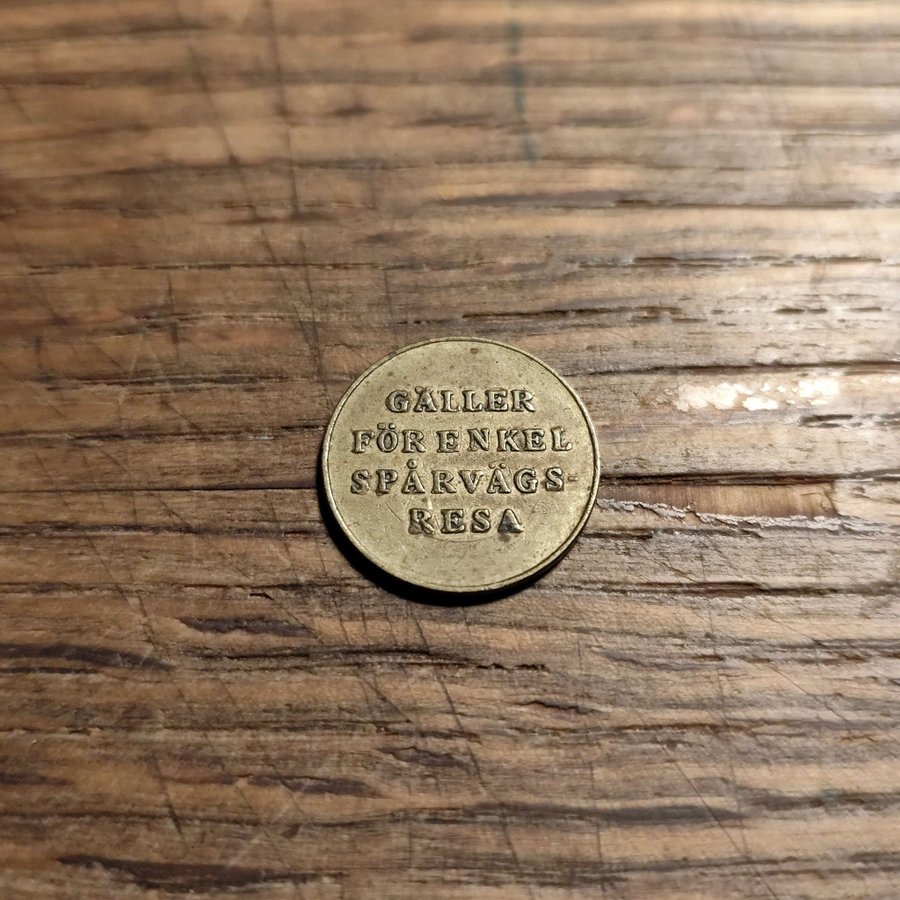 GÄLLER
FÖR ENKEL
SPÅRVÄGS-
RESA